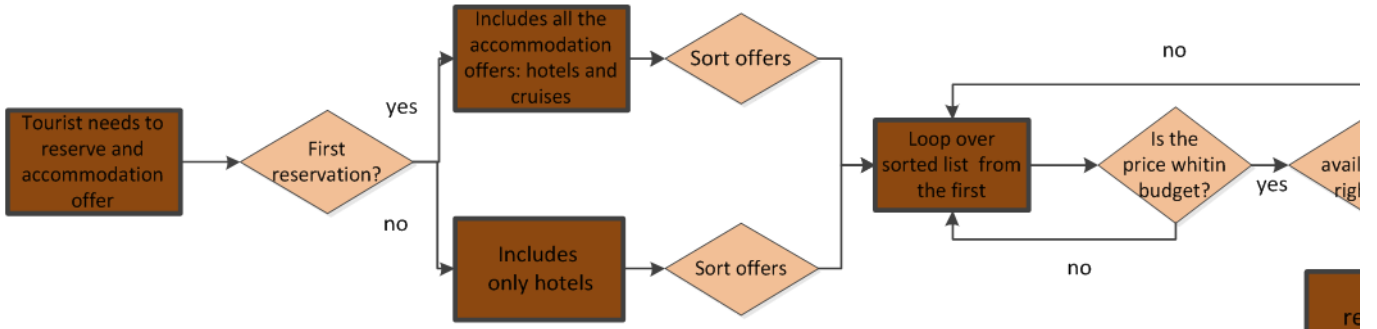 Tourist needs to
reserve and
accommodation
offer
First
reservation?
yes
no
Includes all the
accommodation
offers: hotels and
cruises
Sort offers
Includes
only hotels
Sort offers
Loop over
sorted list from
the first
Is the
price whitin
budget?
yes
no
no